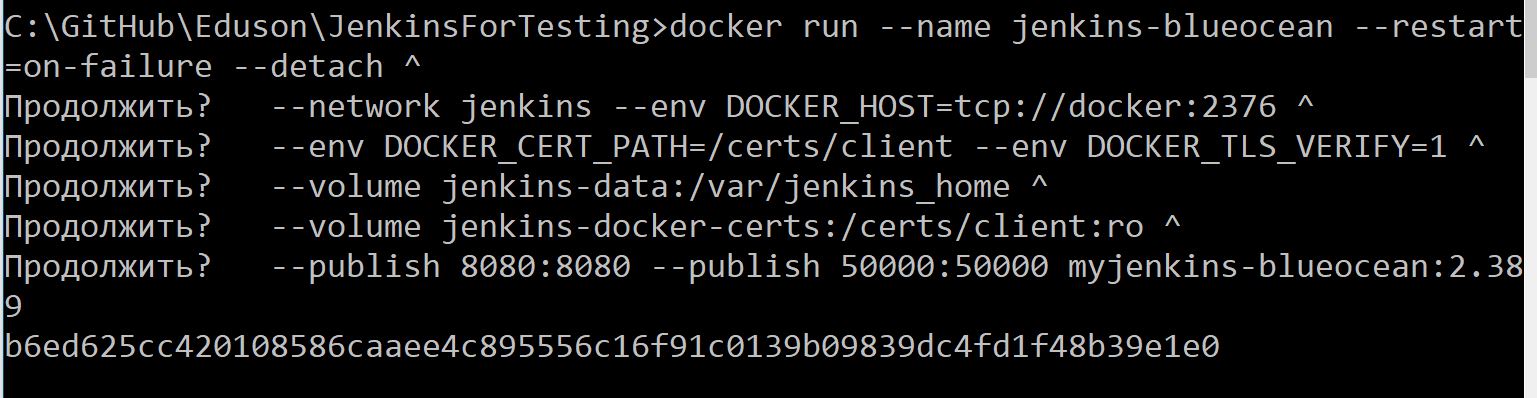 C:\GitHub\Eduson\JenkinsForTesting>docker run --name jenkins-blueocean --restart
=on-failure --detach ^
Продолжить?   --network jenkins --env DOCKER_HOST=tcp://docker:2376 ^
Продолжить?   --env DOCKER_CERT_PATH=/certs/client --env DOCKER_TLS_VERIFY=1 ^
Продолжить?   --volume jenkins-data:/var/jenkins_home ^
Продолжить?   --volume jenkins-docker-certs:/certs/client:ro ^
Продолжить?   --publish 8080:8080 --publish 50000:50000 myjenkins-blueocean:2.38
9
b6ed625cc420108586caaee4c895556c16f91c0139b09839dc4fd1f48b39e1e0